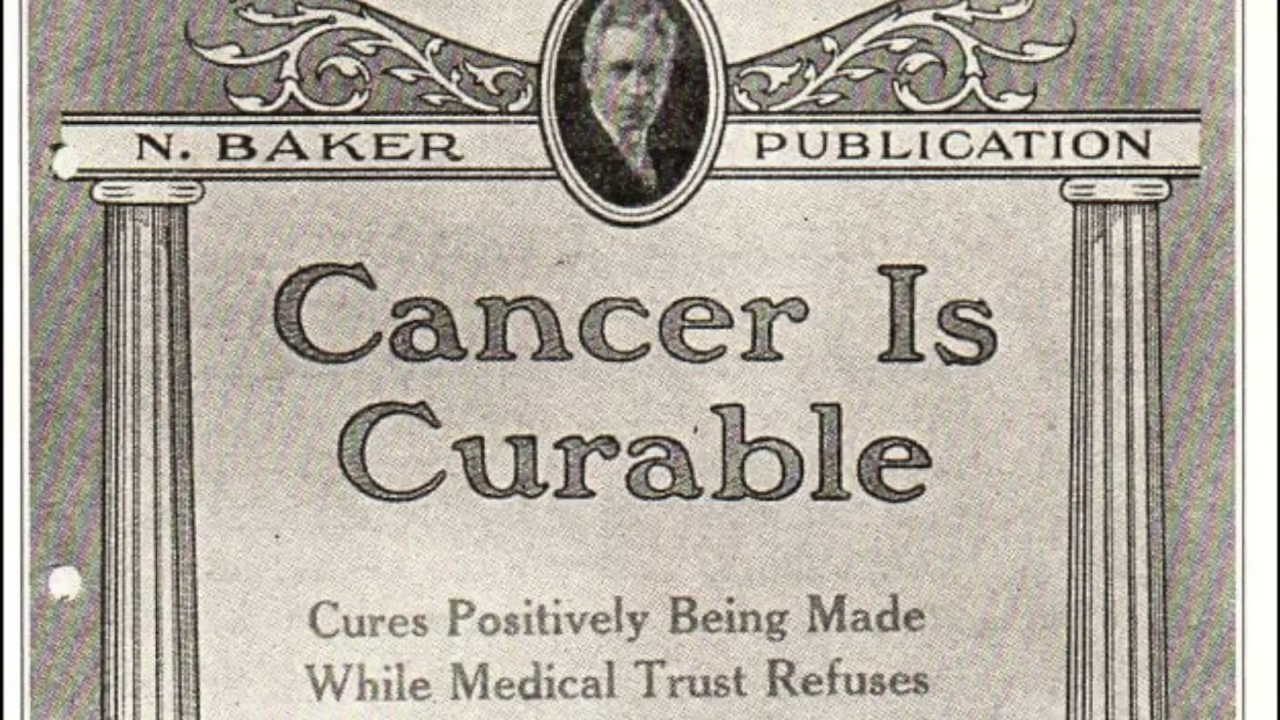 N. BAKER PUBLICATION
Cancer Is
Curable
Cures Positively Being Made
While Medical Trust Refuses